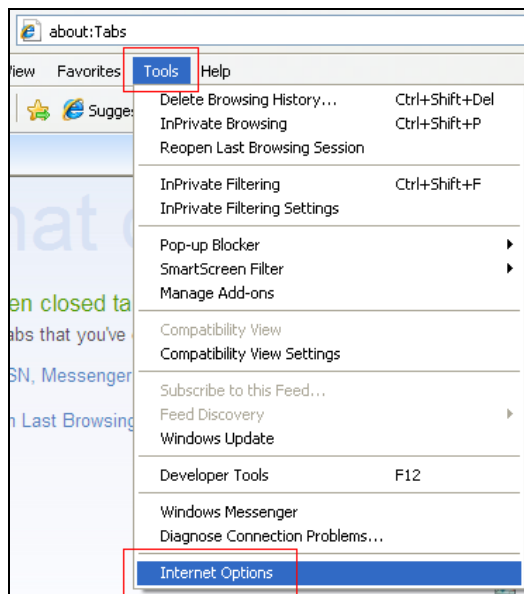 about:Tabs
View Favorites Tools Help
Delete Browsing History... Ctrl+Shift+Del
InPrivate Browsing Ctrl+Shift+P
Reopen Last Browsing Session
InPrivate Filtering Ctrl+Shift+F
InPrivate Filtering Settings
Pop-up Blocker
SmartScreen Filter
Manage Add-ons
Compatibility View
Compatibility View Settings
Subscribe to this Feed...
Feed Discovery
Windows Update
Developer Tools F12
Windows Messenger
Diagnose Connection Problems...
Internet Options
Sugge
hat
en closed ta
abs that you've
SN, Messenger
n Last Browsing